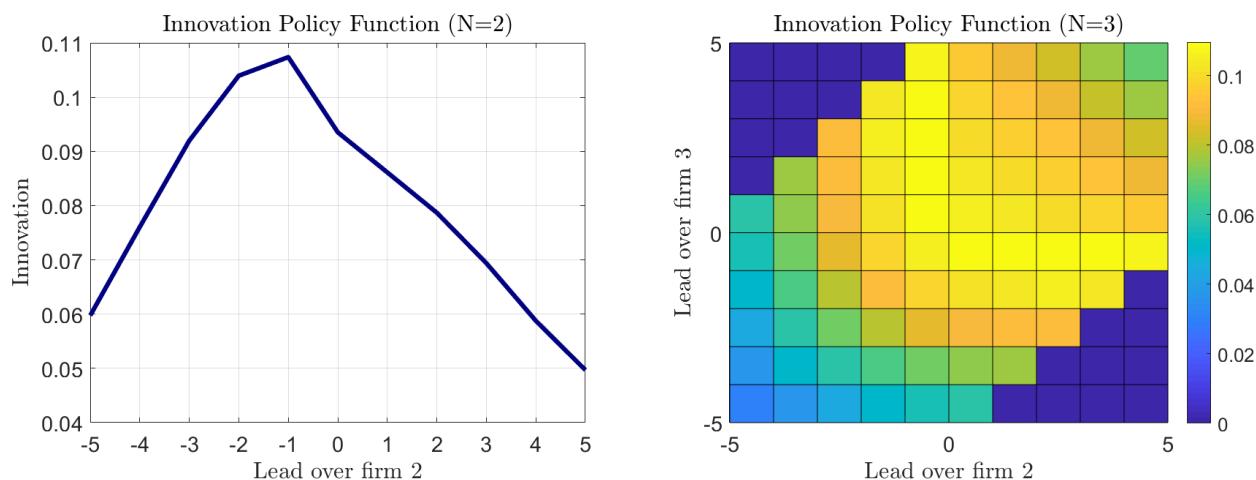 Innovation Policy Function (N=2)
0.11
0.1
0.09
0.08
0.07
0.06
0.05
0.04
Innovation
-5 -4 -3 -2 -1 0 1 2 3 4 5
Lead over firm 2
Innovation Policy Function (N=3)
5
0
-5
Lead over firm 3
-5 0 5
Lead over firm 2
0.1
0.08
0.06
0.04
0.02
0